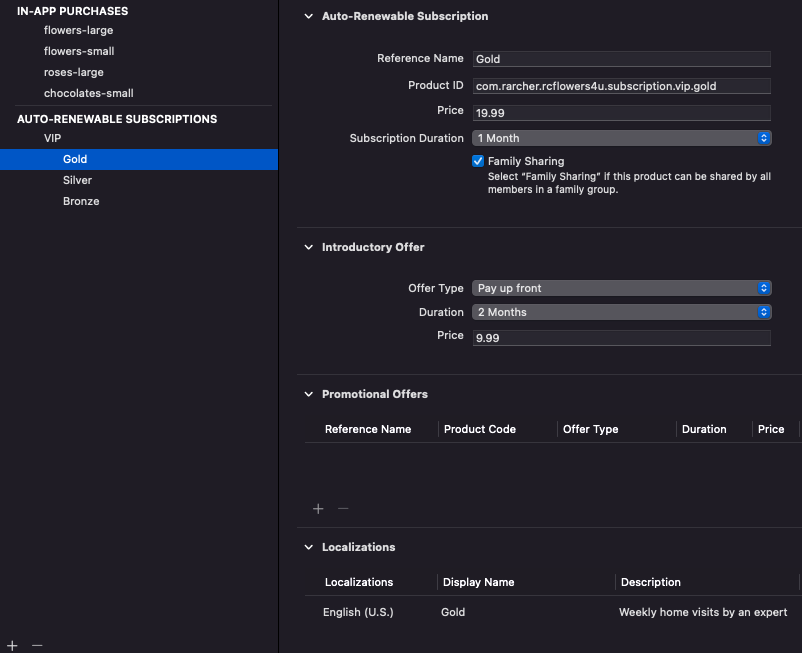 IN-APP PURCHASES
flowers-large
flowers-small
roses-large
chocolates-small
AUTO-RENEWABLE SUBSCRIPTIONS
VIP
Gold
Silver
Bronze
Auto-Renewable Subscription
Reference Name Gold
Product ID com.rarcher.rcflowers4u.subscription.vip.gold
Price 19.99
Subscription Duration 1 Month
Family Sharing
Select "Family Sharing" if this product can be shared by all
members in a family group.
Introductory Offer
Offer Type Pay up front
Duration 2 Months
Price 9.99
Promotional Offers
Reference Name Product Code Offer Type Duration Price
Localizations
Localizations Display Name Description
English (U.S.) Gold Weekly home visits by an expert